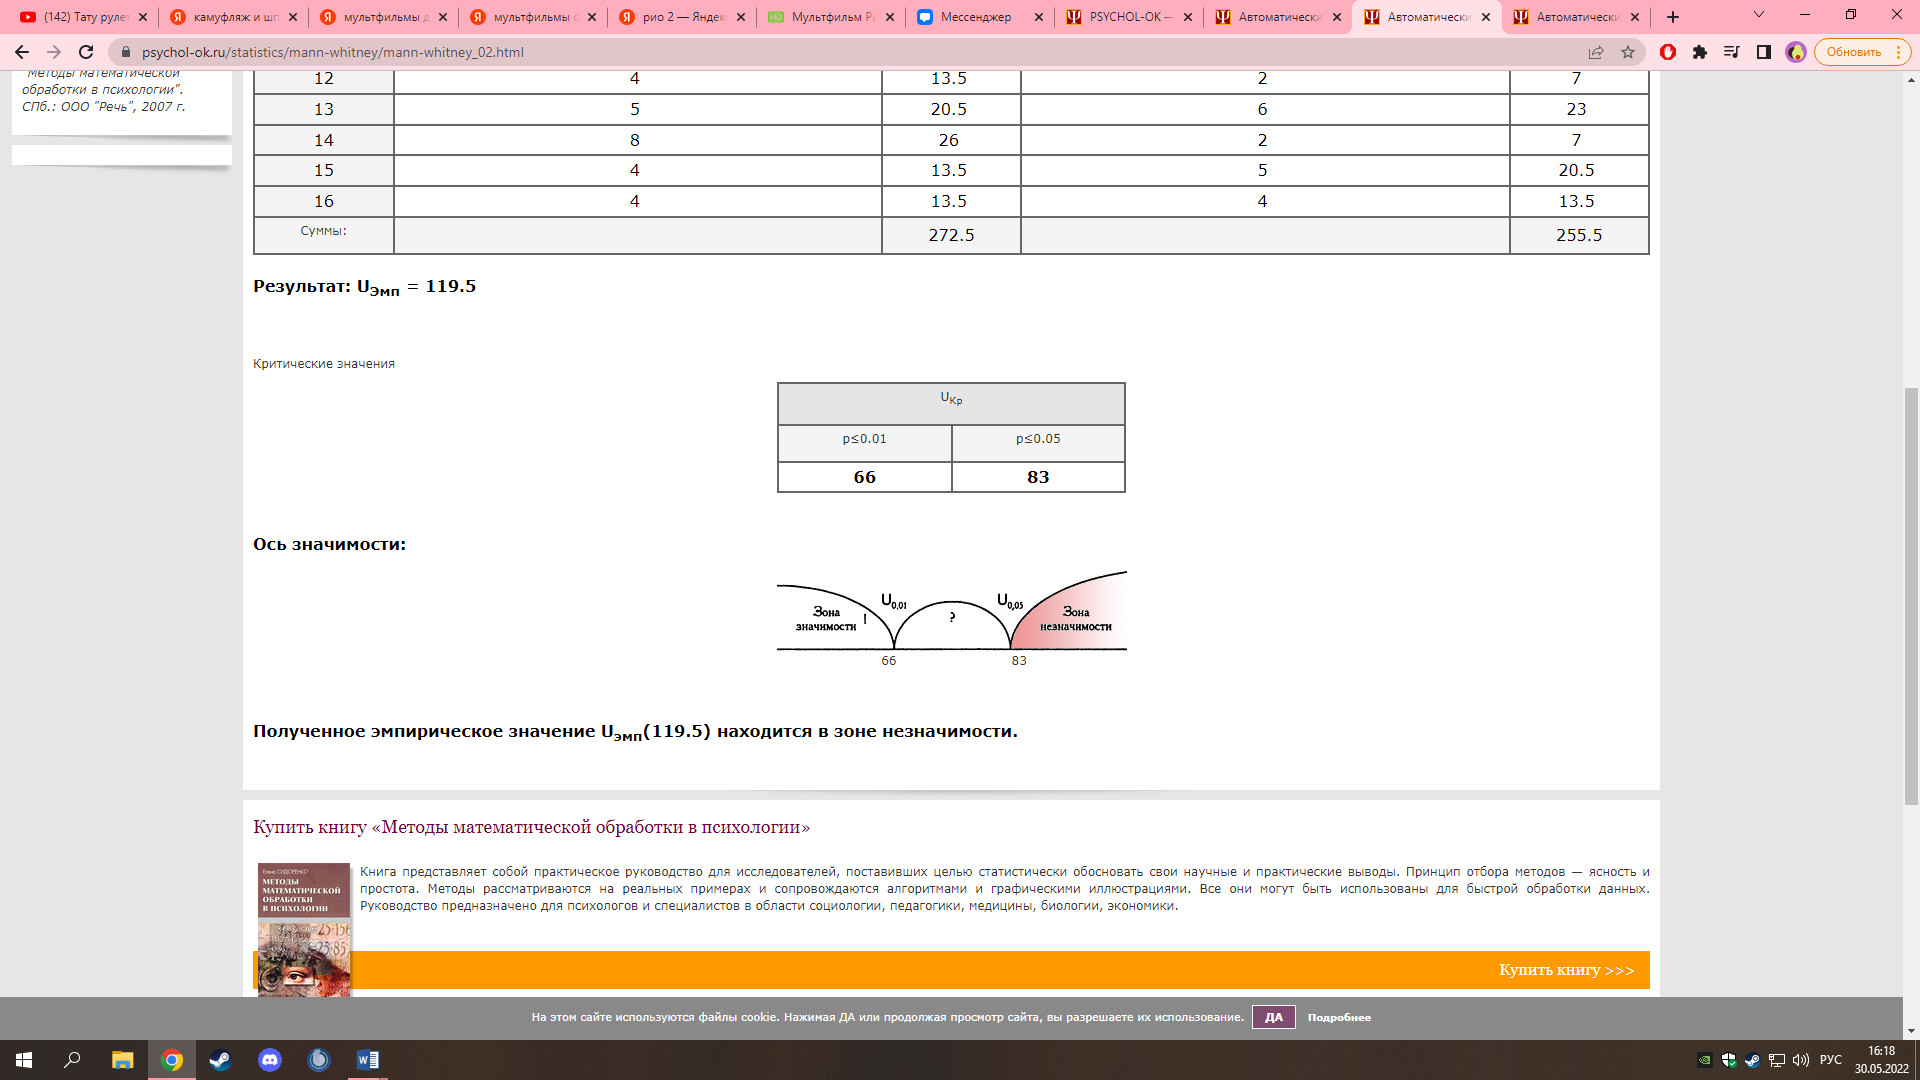 (142) Тату рулет
камуфляж и шп
мультфильмы д
мультфильмы с
рио 2 — Яндек
Мультфильм Ри
Мессенджер
PSYCHOL-OK —
Автоматически
Автоматически
Автоматически
psychol-ok.ru/statistics/mann-whitney/mann-whitney_02.html
Обновить
"Методы математической
обработки в психологии".
СПб.: ООО "Речь", 2007 г.
12 4 13.5 2 7
13 5 20.5 6 23
14 8 26 2 7
15 4 13.5 5 20.5
16 4 13.5 4 13.5
Суммы: 272.5 255.5
Результат: UЭмп = 119.5
Критические значения
UКр
p≤0.01 p≤0.05
66 83
Ось значимости:
U0,01 U0,05
Зона значимости ! ? Зона незначимости
66 83
Полученное эмпирическое значение Uэмп(119.5) находится в зоне незначимости.
Купить книгу «Методы математической обработки в психологии»
Елена СИДОРЕНКО
МЕТОДЫ
МАТЕМАТИЧЕСКОЙ
ОБРАБОТКИ
В ПСИХОЛОГИИ
Книга представляет собой практическое руководство для исследователей, поставивших целью статистически обосновать свои научные и практические выводы. Принцип отбора методов — ясность и
простота. Методы рассматриваются на реальных примерах и сопровождаются алгоритмами и графическими иллюстрациями. Все они могут быть использованы для быстрой обработки данных.
Руководство предназначено для психологов и специалистов в области социологии, педагогики, медицины, биологии, экономики.
Купить книгу >>>
На этом сайте используются файлы cookie. Нажимая ДА или продолжая просмотр сайта, вы разрешаете их использование. ДА Подробнее
РУС
16:18
30.05.2022